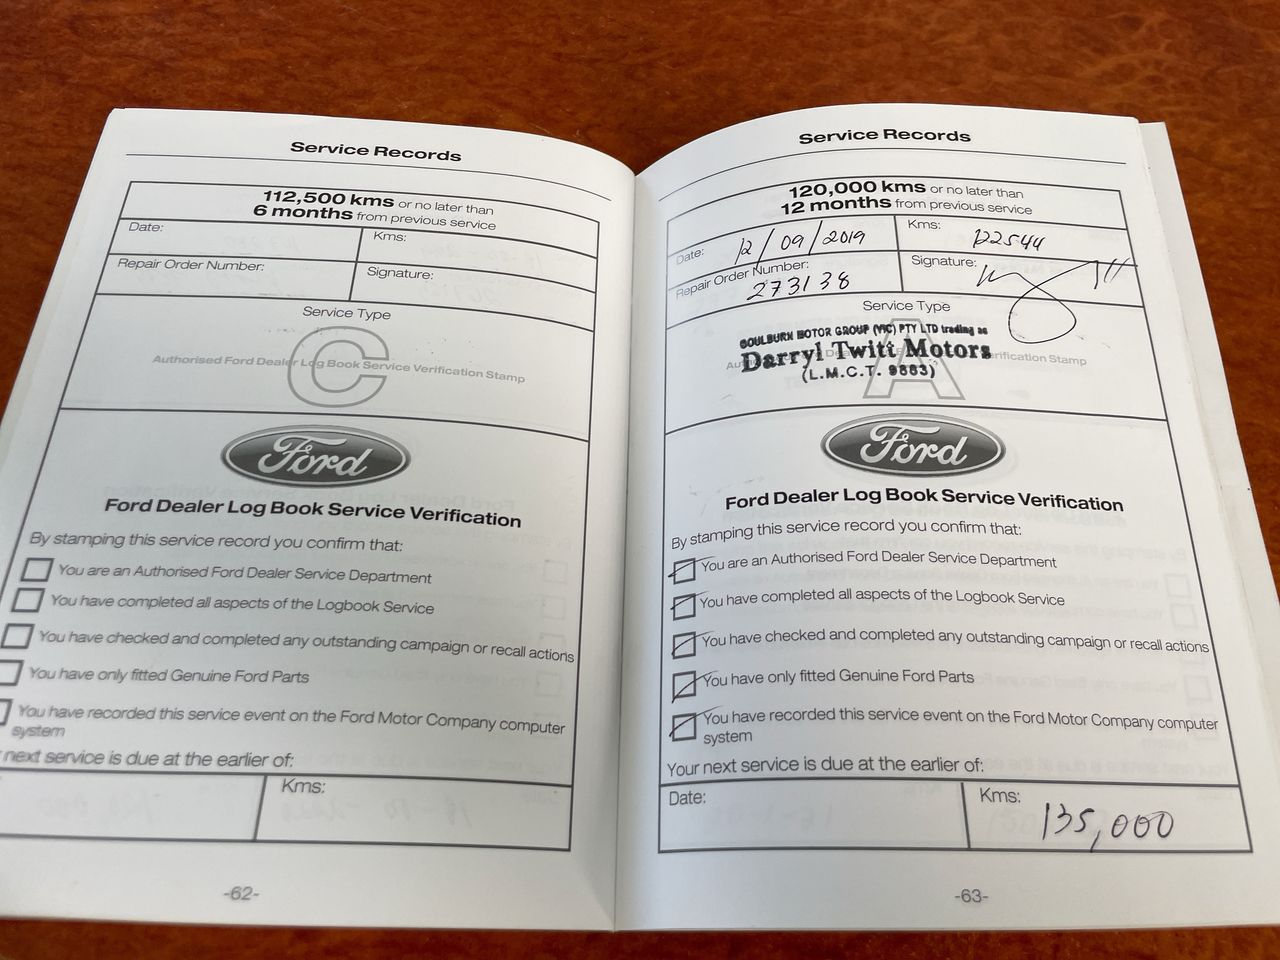 Service Records
112,500 kms or no later than
6 months from previous service
Date:
Kms:
Repair Order Number:
Signature:
Service Type
C
Authorised Ford Dealer Log Book Service Verification Stamp
Ford
Ford Dealer Log Book Service Verification
By stamping this service record you confirm that:
You are an Authorised Ford Dealer Service Department
You have completed all aspects of the Logbook Service
You have checked and completed any outstanding campaign or recall actions
You have only fitted Genuine Ford Parts
You have recorded this service event on the Ford Motor Company computer
system
next service is due at the earlier of:
Kms:
-62-
Service Records
120,000 kms or no later than
12 months from previous service
Date: 12/09/2019
Kms: 122544
Repair Order Number: 273138
Signature:
Service Type
A
GOULBURN MOTOR GROUP (VIC) PTY LTD trading as
Darryl Twitt Motors
(L.M.C.T. 9883)
Ford
Ford Dealer Log Book Service Verification
By stamping this service record you confirm that:
You are an Authorised Ford Dealer Service Department
You have completed all aspects of the Logbook Service
You have checked and completed any outstanding campaign or recall actions
You have only fitted Genuine Ford Parts
You have recorded this service event on the Ford Motor Company computer
system
Your next service is due at the earlier of:
Date:
Kms: 135,000
-63-